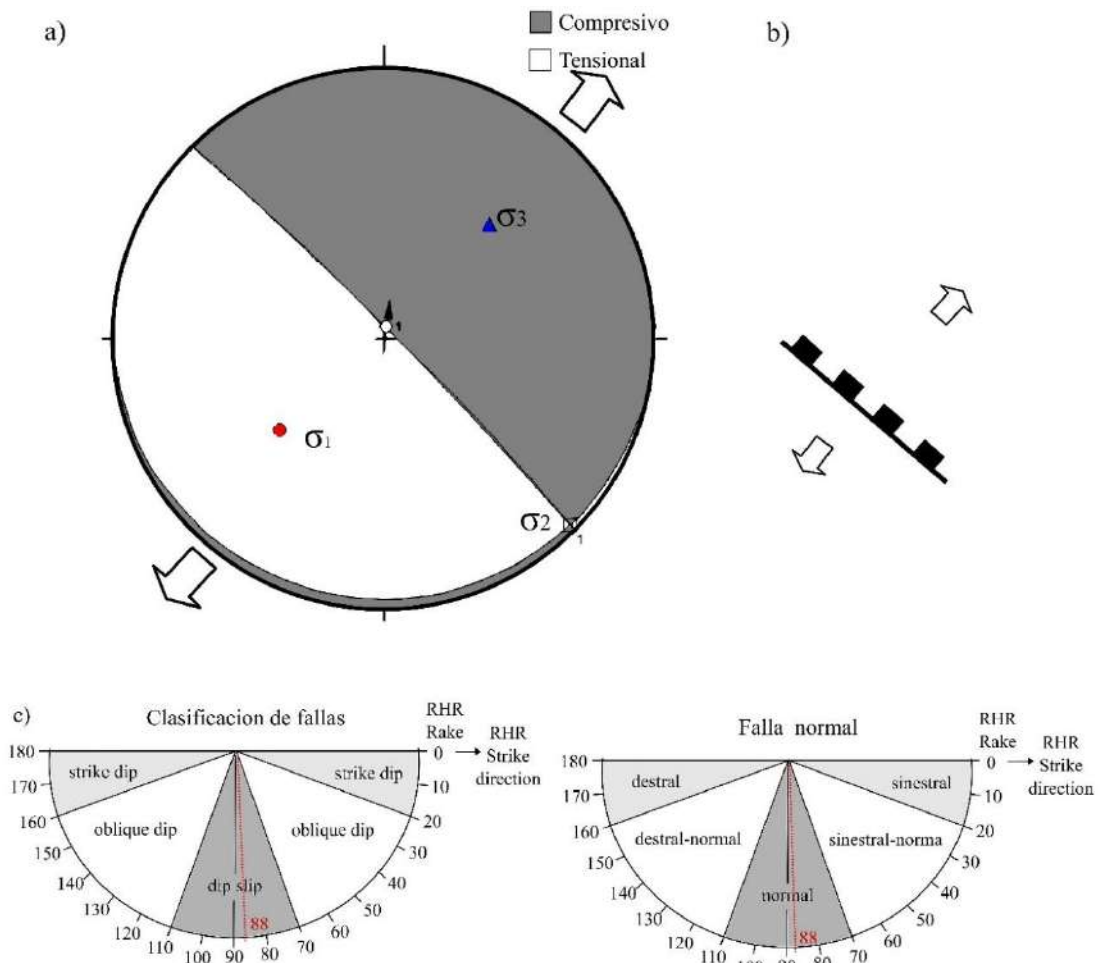 a)
Compresivo
Tensional
b)
σ3
1
σ1
σ2
1
c)
Clasificacion de fallas
RHR
Rake
RHR
Strike
direction
180
170
160
150
140
130
120
110
100
90
80
70
60
50
40
30
20
10
0
strike dip
strike dip
oblique dip
oblique dip
dip slip
88
Falla normal
RHR
Rake
RHR
Strike
direction
180
170
160
150
140
130
120
110
100
90
80
70
60
50
40
30
20
10
0
destral
sinestral
destral-normal
sinestral-norma
normal
88